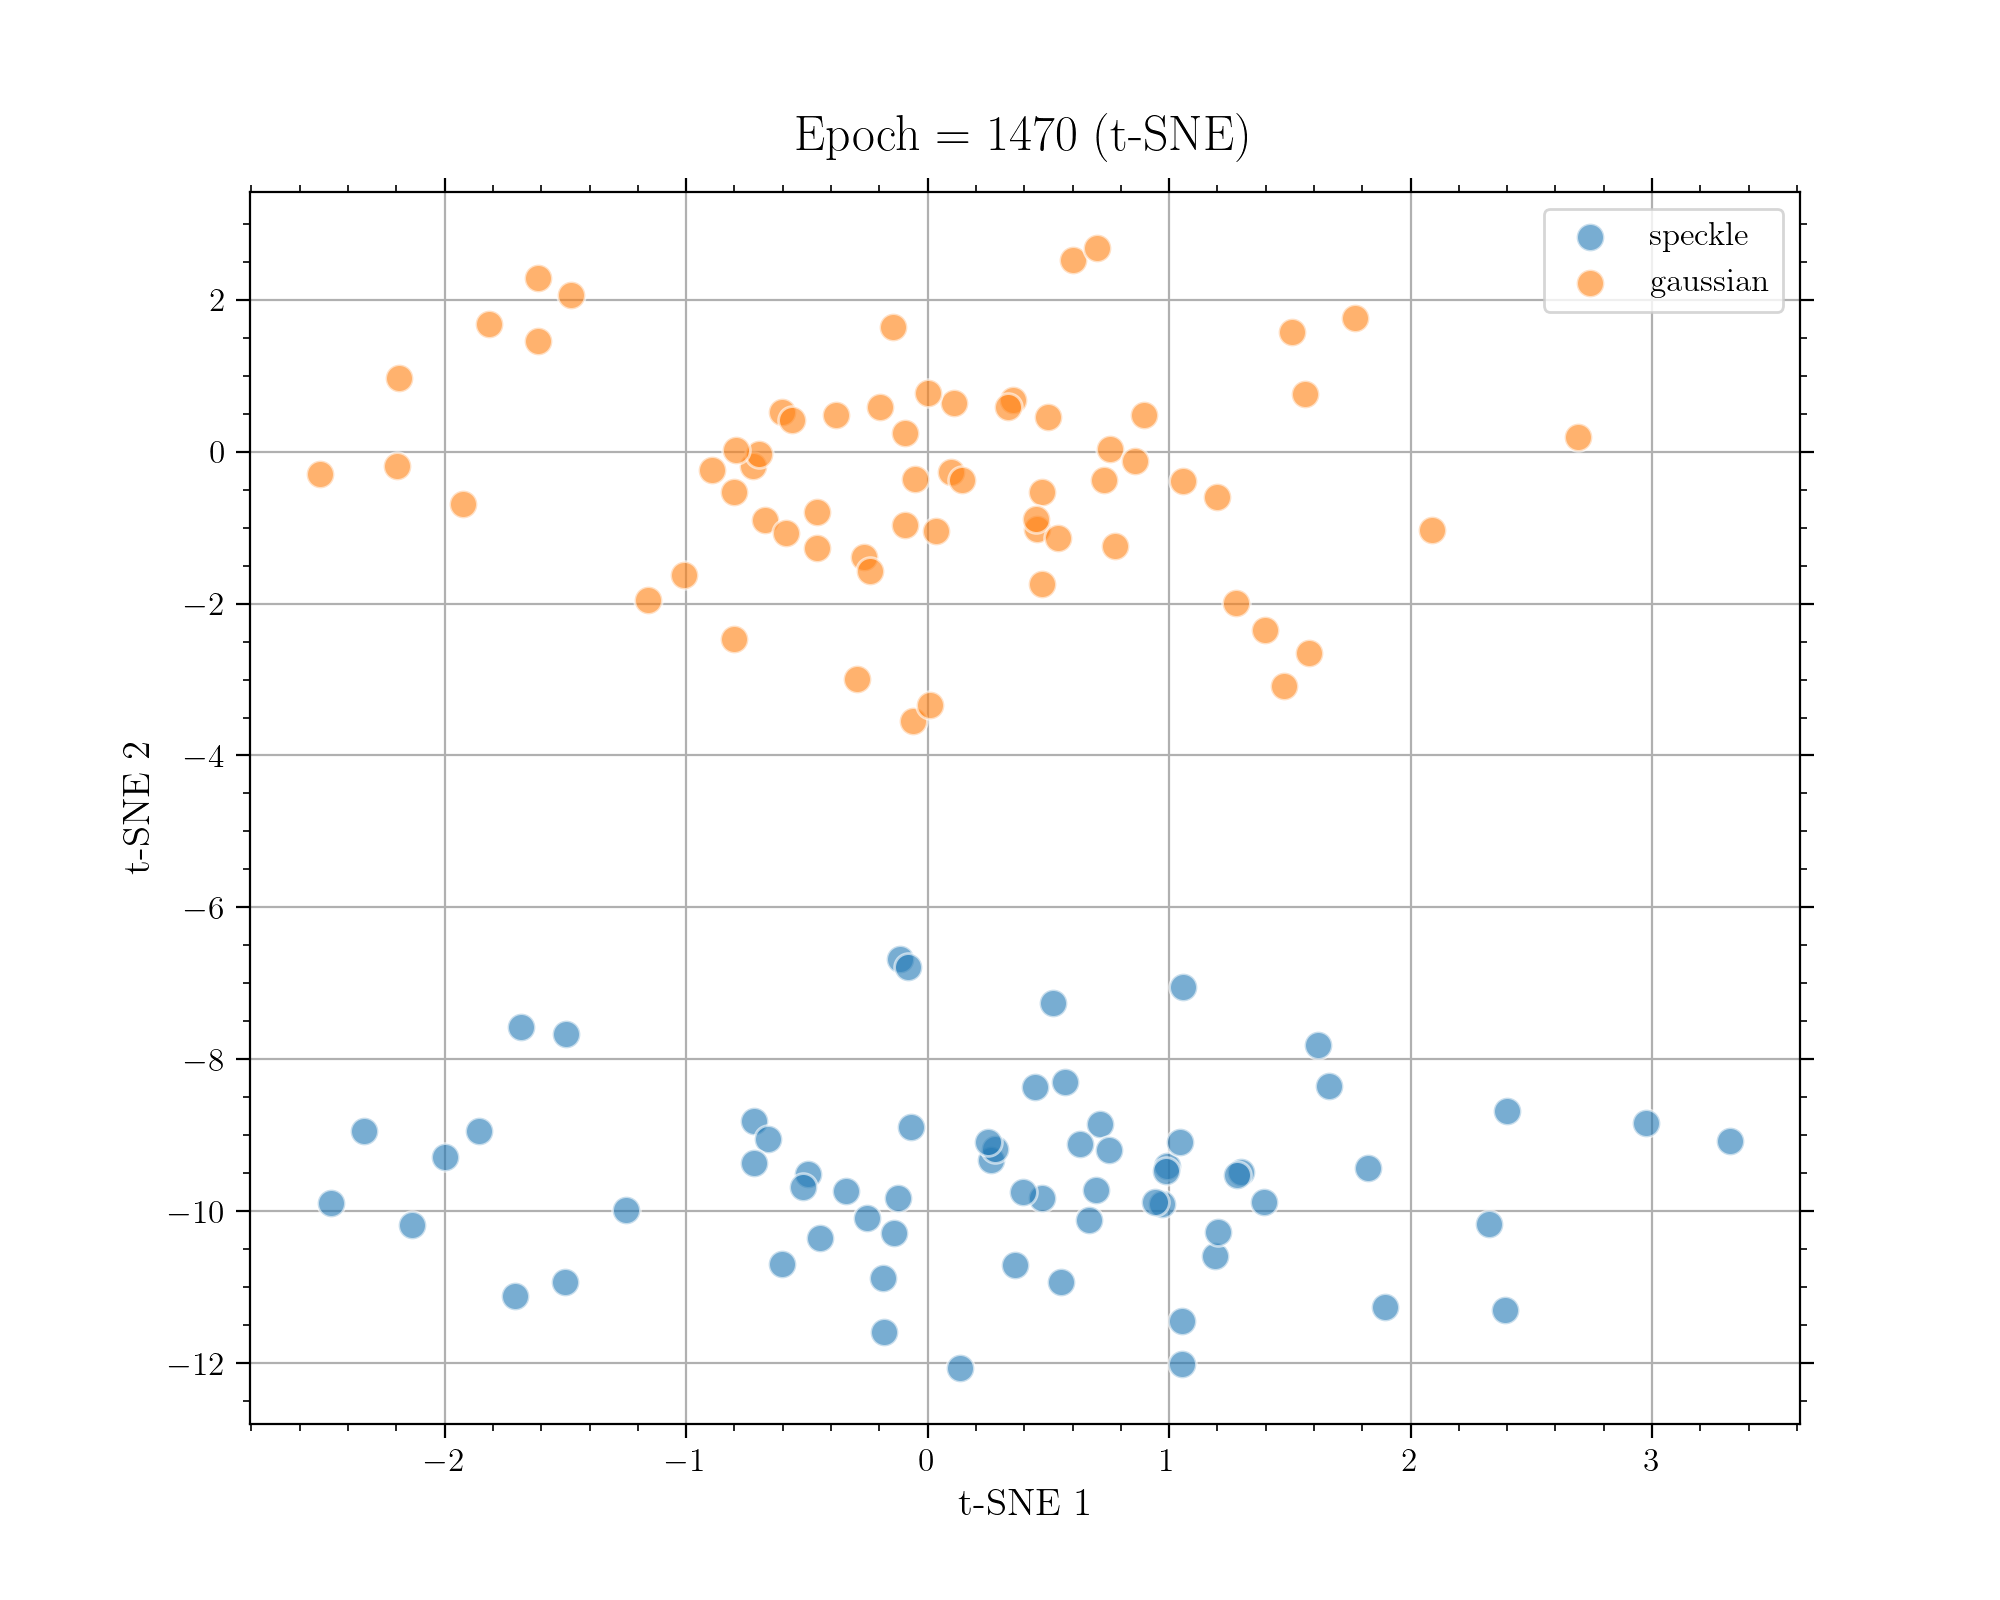 Epoch = 1470 (t-SNE)
speckle
gaussian
2
0
−2
−4
−6
−8
−10
−12
t-SNE 2
−2 −1 0 1 2 3
t-SNE 1